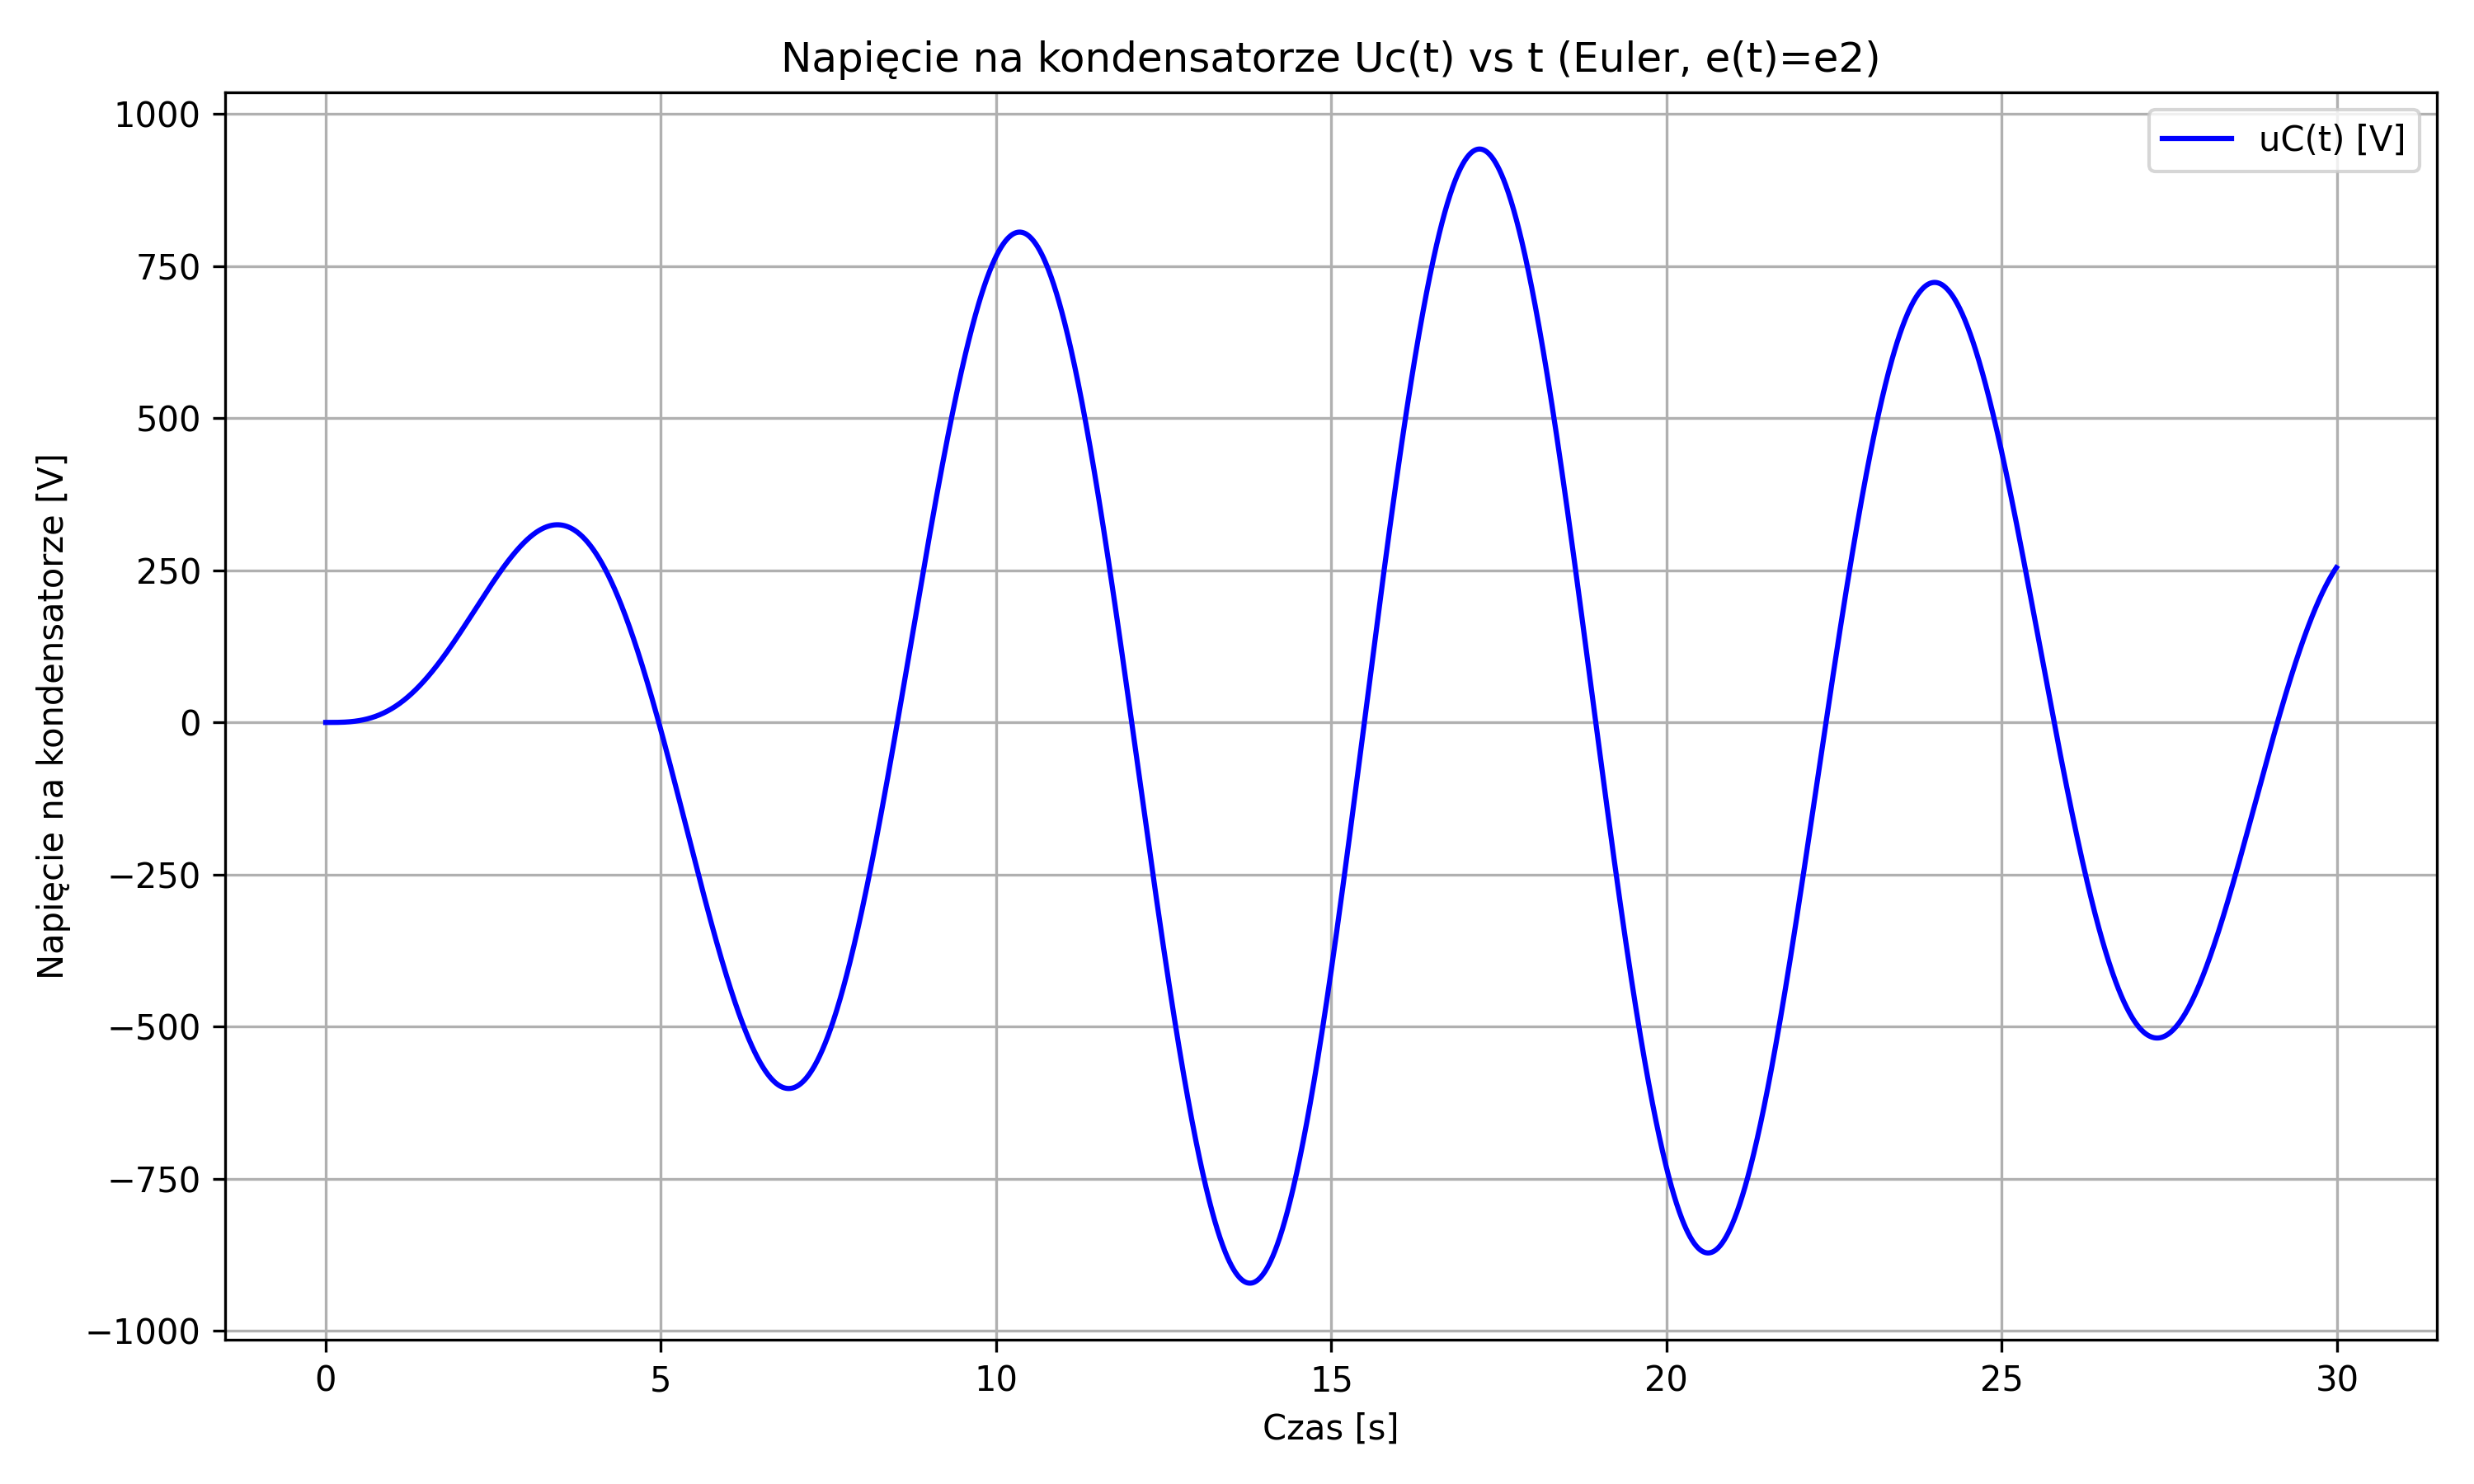 Napięcie na kondensatorze Uc(t) vs t (Euler, e(t)=e2)
uC(t) [V]
Napięcie na kondensatorze [V]
1000
750
500
250
0
−250
−500
−750
−1000
0 5 10 15 20 25 30
Czas [s]